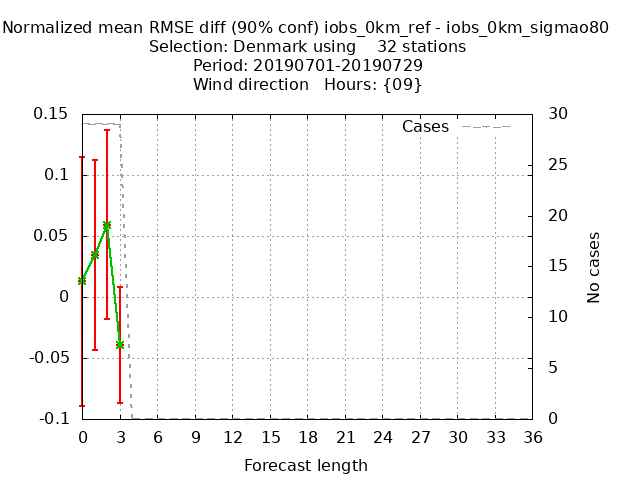 Normalized mean RMSE diff (90% conf) iobs_0km_ref - iobs_0km_sigmao80
Selection: Denmark using    32 stations
Period: 20190701-20190729
Wind direction   Hours: {09}
Cases
0.15
0.1
0.05
0
-0.05
-0.1
30
25
20
15
10
5
0
No cases
0 3 6 9 12 15 18 21 24 27 30 33 36
Forecast length